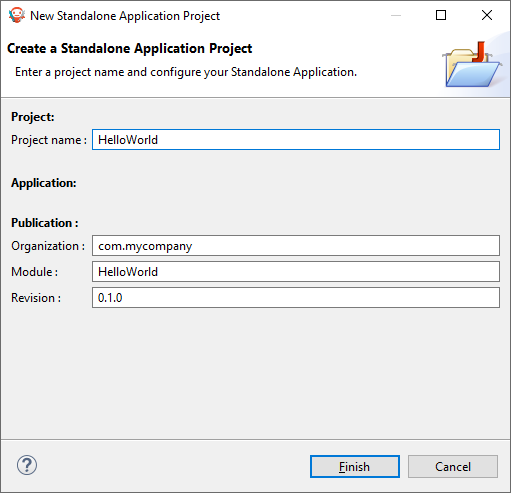 New Standalone Application Project
Create a Standalone Application Project
Enter a project name and configure your Standalone Application.
Project:
Project name : HelloWorld
Application:
Publication :
Organization : com.mycompany
Module : HelloWorld
Revision : 0.1.0
? Finish Cancel